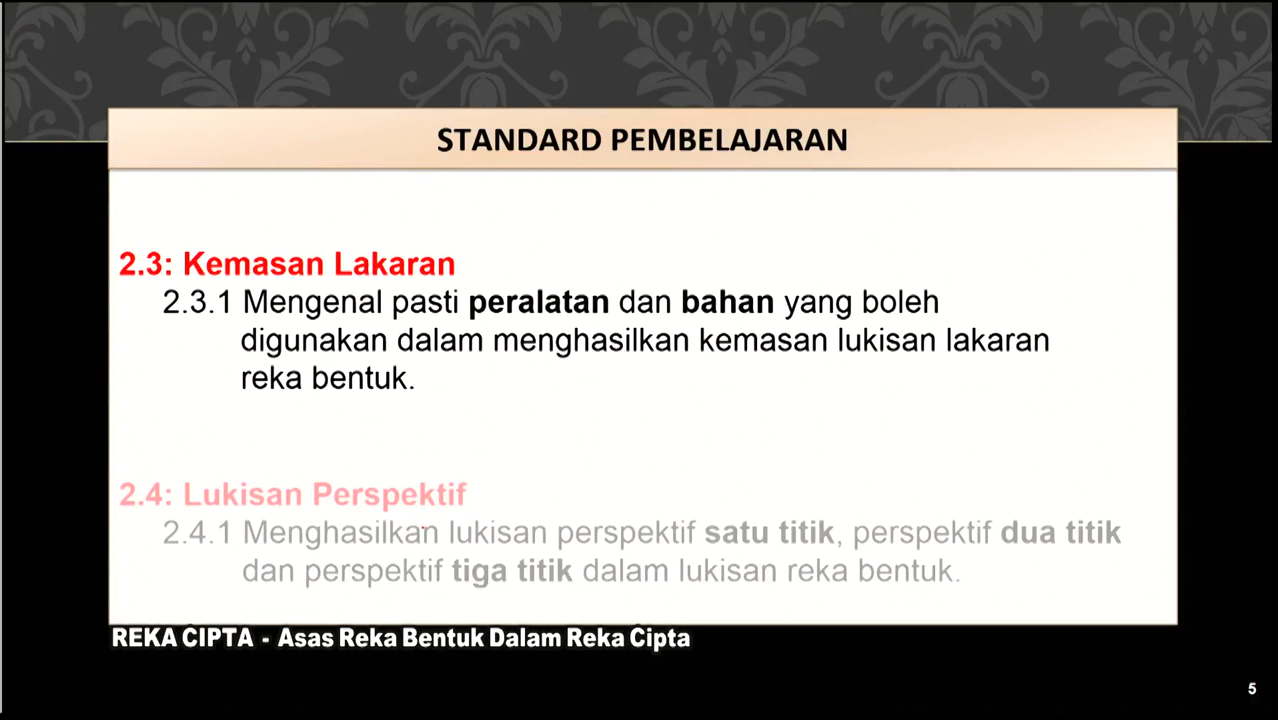 STANDARD PEMBELAJARAN
2.3: Kemasan Lakaran
2.3.1 Mengenal pasti peralatan dan bahan yang boleh
digunakan dalam menghasilkan kemasan lukisan lakaran
reka bentuk.
2.4: Lukisan Perspektif
2.4.1 Menghasilkan lukisan perspektif satu titik, perspektif dua titik
dan perspektif tiga titik dalam lukisan reka bentuk.
REKA CIPTA - Asas Reka Bentuk Dalam Reka Cipta
5